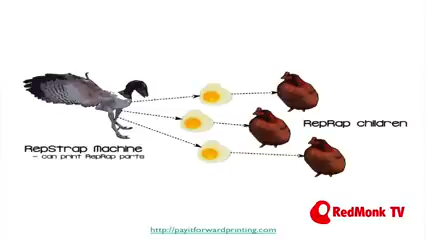 RepStrap Machine
- can print RepRap parts
RepRap children
RedMonk TV
http://payitforwardprinting.com